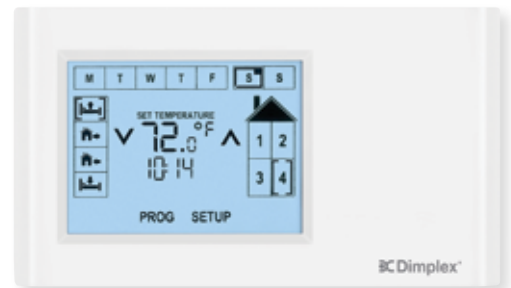 M T W T F S S
SET TEMPERATURE
72.0°F
10:14
1 2
3 4
PROG SETUP
Dimplex